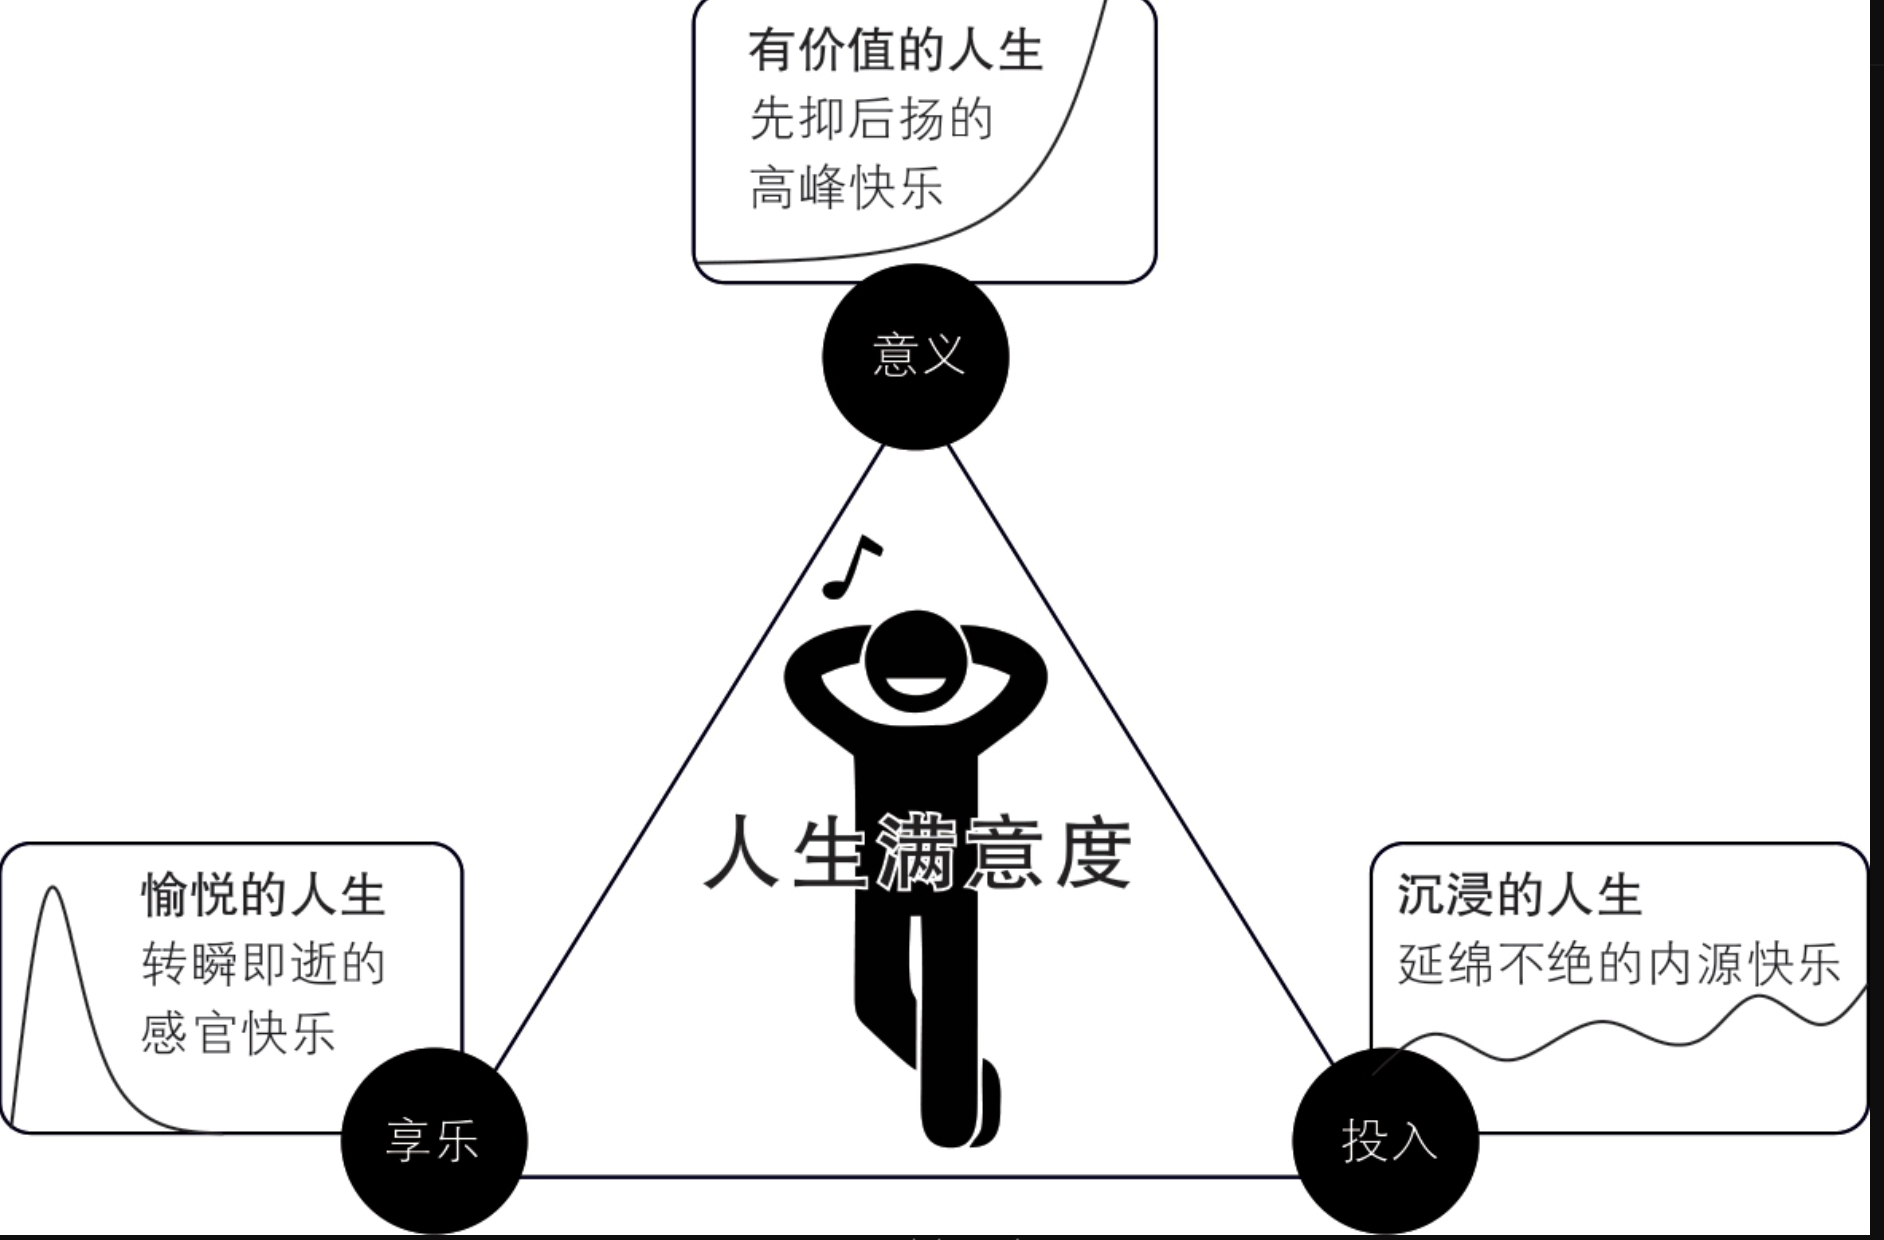 有价值的人生
先抑后扬的
高峰快乐
意义
人生满意度
愉悦的人生
转瞬即逝的
感官快乐
享乐
沉浸的人生
延绵不绝的内源快乐
投入